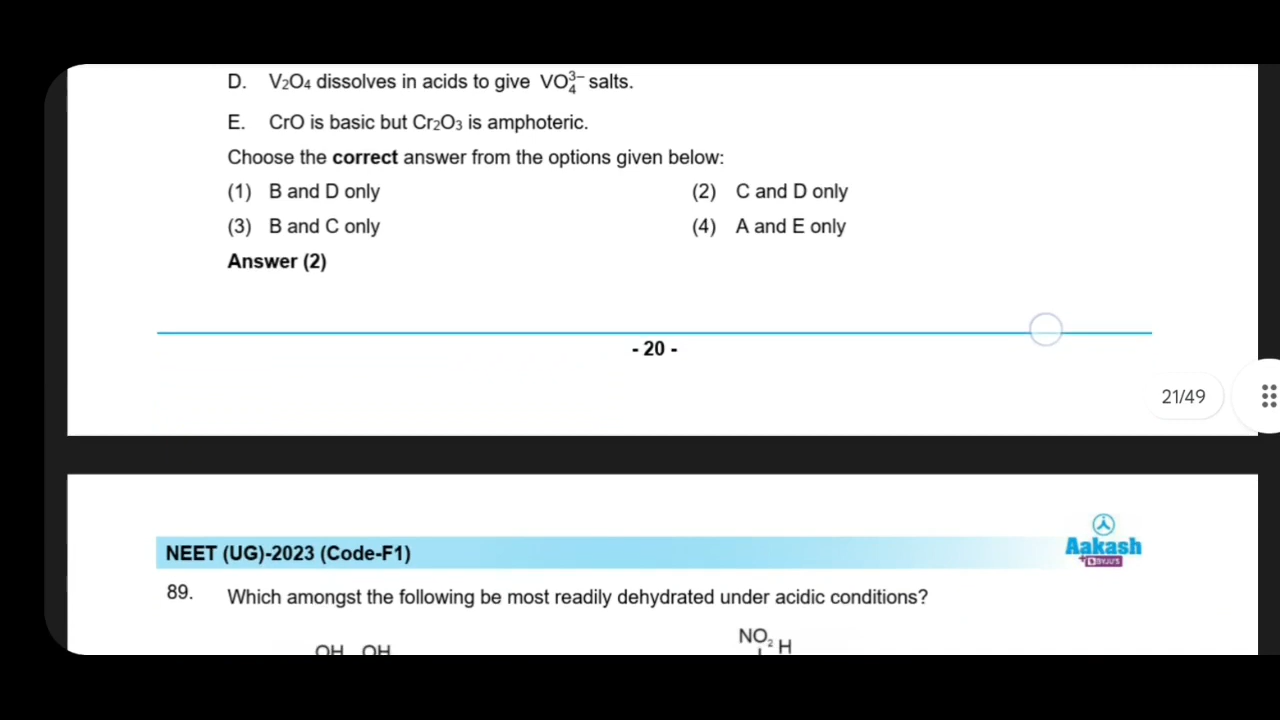 D. V₂O₄ dissolves in acids to give VO₄³⁻ salts.
E. CrO is basic but Cr₂O₃ is amphoteric.
Choose the correct answer from the options given below:
(1) B and D only (2) C and D only
(3) B and C only (4) A and E only
Answer (2)
- 20 -
21/49
NEET (UG)-2023 (Code-F1)
Aakash
BYJU'S
89. Which amongst the following be most readily dehydrated under acidic conditions?
NO₂ H
OH OH